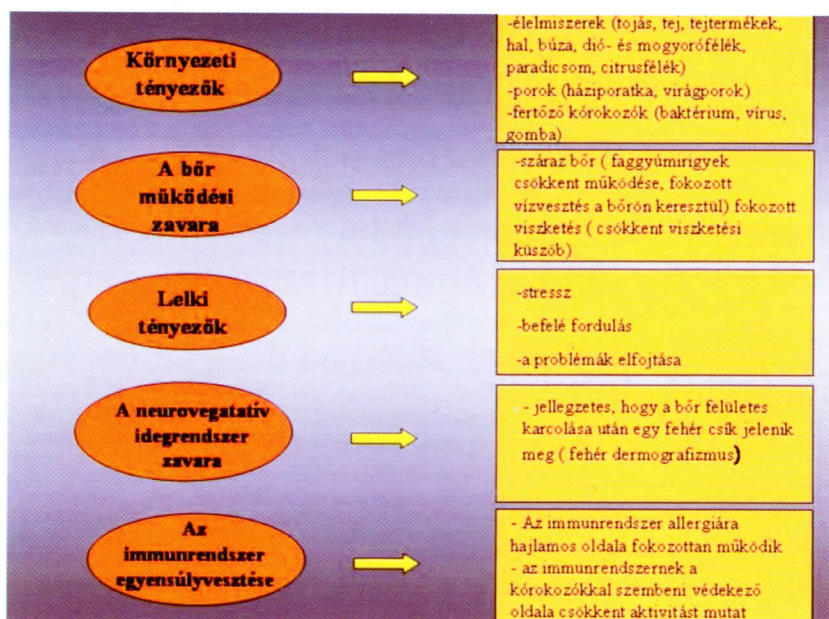 Környezeti
tényezők
-élelmiszerek (tojás, tej, tejtermékek,
hal, búza, dió- és mogyorófélék,
paradicsom, citrusfélék)
-porok (háziporatka, virágporok)
-fertőző kórokozók (baktérium, vírus,
gomba)
A bőr
működési
zavara
-száraz bőr ( faggyúmirigyek
csökkent működése, fokozott
vízvesztés a bőrön keresztül) fokozott
viszketés ( csökkent viszketési
küszöb)
Lelki
tényezők
-stressz
-befelé fordulás
-a problémák elfojtása
A neurovegatatív
idegrendszer
zavara
- jellegzetes, hogy a bőr felületes
karcolása után egy fehér csík jelenik
meg ( fehér dermografizmus)
Az
immunrendszer
egyensúlyvesztése
- Az immunrendszer allergiára
hajlamos oldala fokozottan működik
- az immunrendszernek a
kórokozókkal szembeni védekező
oldala csökkent aktivitást mutat